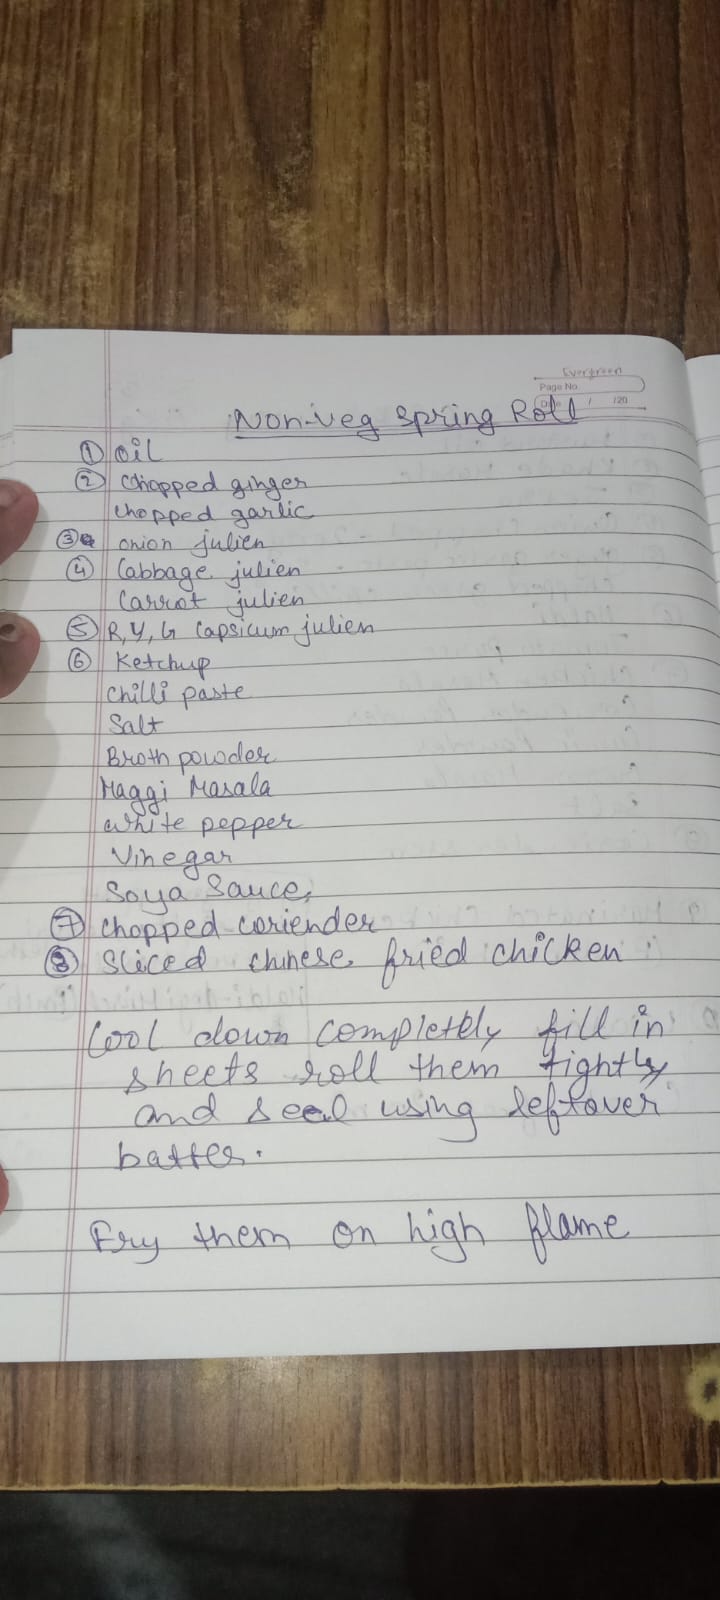 Evergreen
Page No.
/ /20
Non-veg Spring Roll
① oil
② Chopped ginger
chopped garlic
③ onion julien
④ Cabbage julien
Carrot julien
⑤ R, Y, G Capsicum julien
⑥ Ketchup
Chilli paste
Salt
Broth powder
Maggi Masala
white pepper
Vinegar
Soya Sauce,
⑦ chopped coriender
⑧ Sliced chinese fried chicken
Cool down completely fill in
sheets roll them tightly
and seal using leftover
batter.
Fry them on high flame